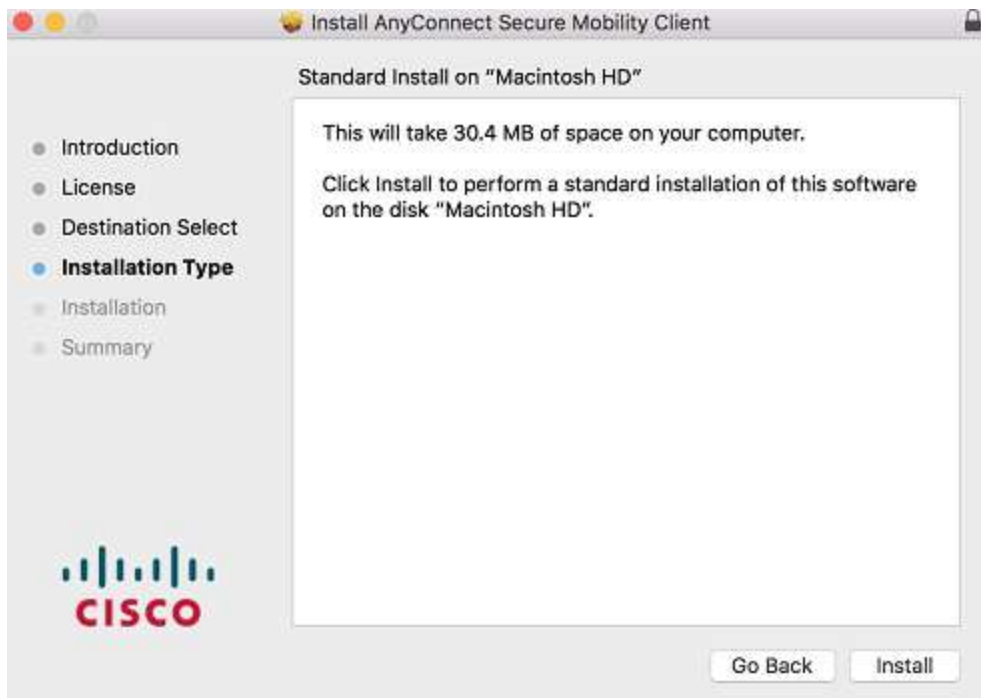 Install AnyConnect Secure Mobility Client
Standard Install on “Macintosh HD”
Introduction
License
Destination Select
Installation Type
Installation
Summary
This will take 30.4 MB of space on your computer.
Click Install to perform a standard installation of this software
on the disk “Macintosh HD”.
CISCO
Go Back
Install